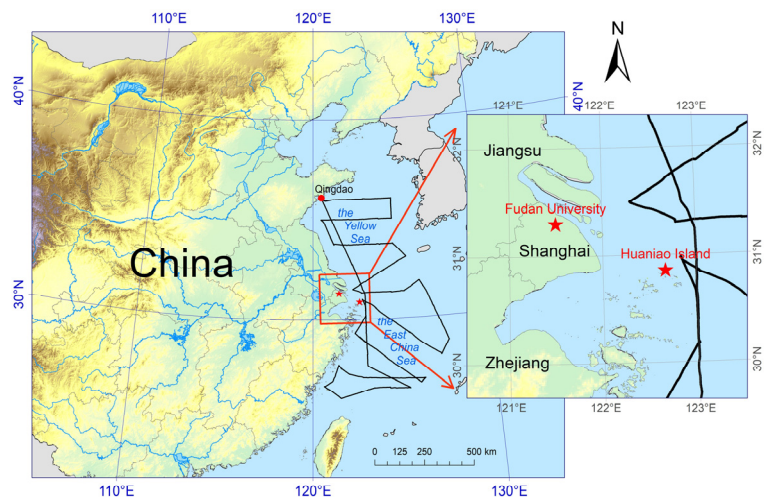 110°E
120°E
130°E
N
40°N
40°N
121°E
122°E
123°E
32°N
32°N
Jiangsu
Qingdao
the
Yellow
Sea
Fudan University
Shanghai
Huaniao Island
31°N
31°N
China
30°N
the
East
China
Sea
30°N
30°N
Zhejiang
121°E
122°E
123°E
0 125 250 500 km
110°E
120°E
130°E